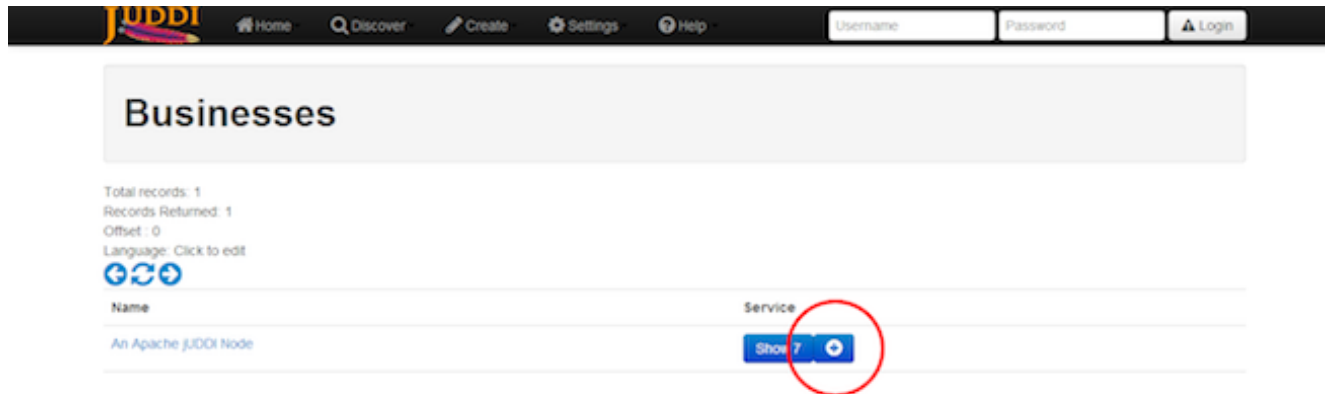 jUDDI Home Discover Create Settings Help Username Password Login
Businesses
Total records: 1
Records Returned: 1
Offset : 0
Language: Click to edit
Name Service
An Apache jUDDI Node Show 7